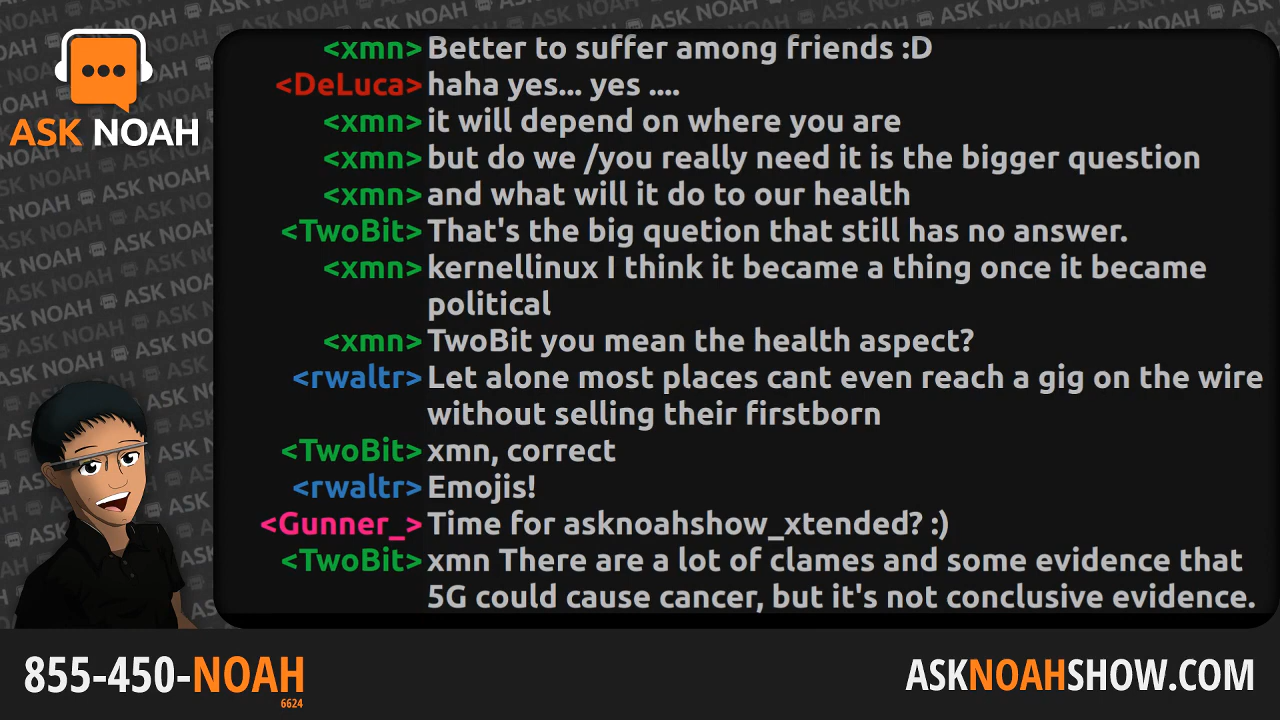 ASK NOAH
<xmn> Better to suffer among friends :D
<DeLuca> haha yes... yes ....
<xmn> it will depend on where you are
<xmn> but do we /you really need it is the bigger question
<xmn> and what will it do to our health
<TwoBit> That's the big quetion that still has no answer.
<xmn> kernellinux I think it became a thing once it became
political
<xmn> TwoBit you mean the health aspect?
<rwaltr> Let alone most places cant even reach a gig on the wire
without selling their firstborn
<TwoBit> xmn, correct
<rwaltr> Emojis!
<Gunner_> Time for asknoahshow_xtended? :)
<TwoBit> xmn There are a lot of clames and some evidence that
5G could cause cancer, but it's not conclusive evidence.
855-450-NOAH
6624
ASKNOAHSHOW.COM